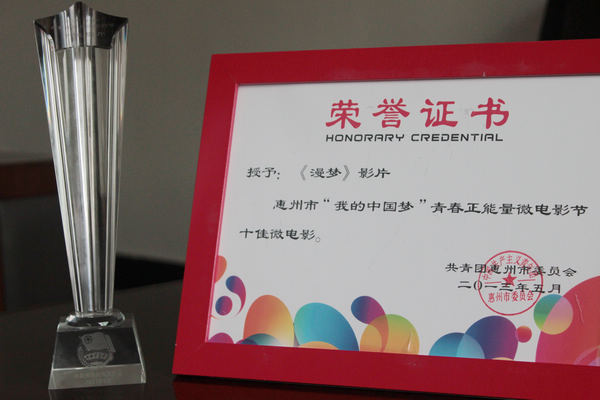 荣誉证书
HONORARY CREDENTIAL
授予：《漫梦》影片
惠州市“我的中国梦”青春正能量微电影节
十佳微电影。
共青团惠州市委员会
二〇一三年五月
惠州市委员会